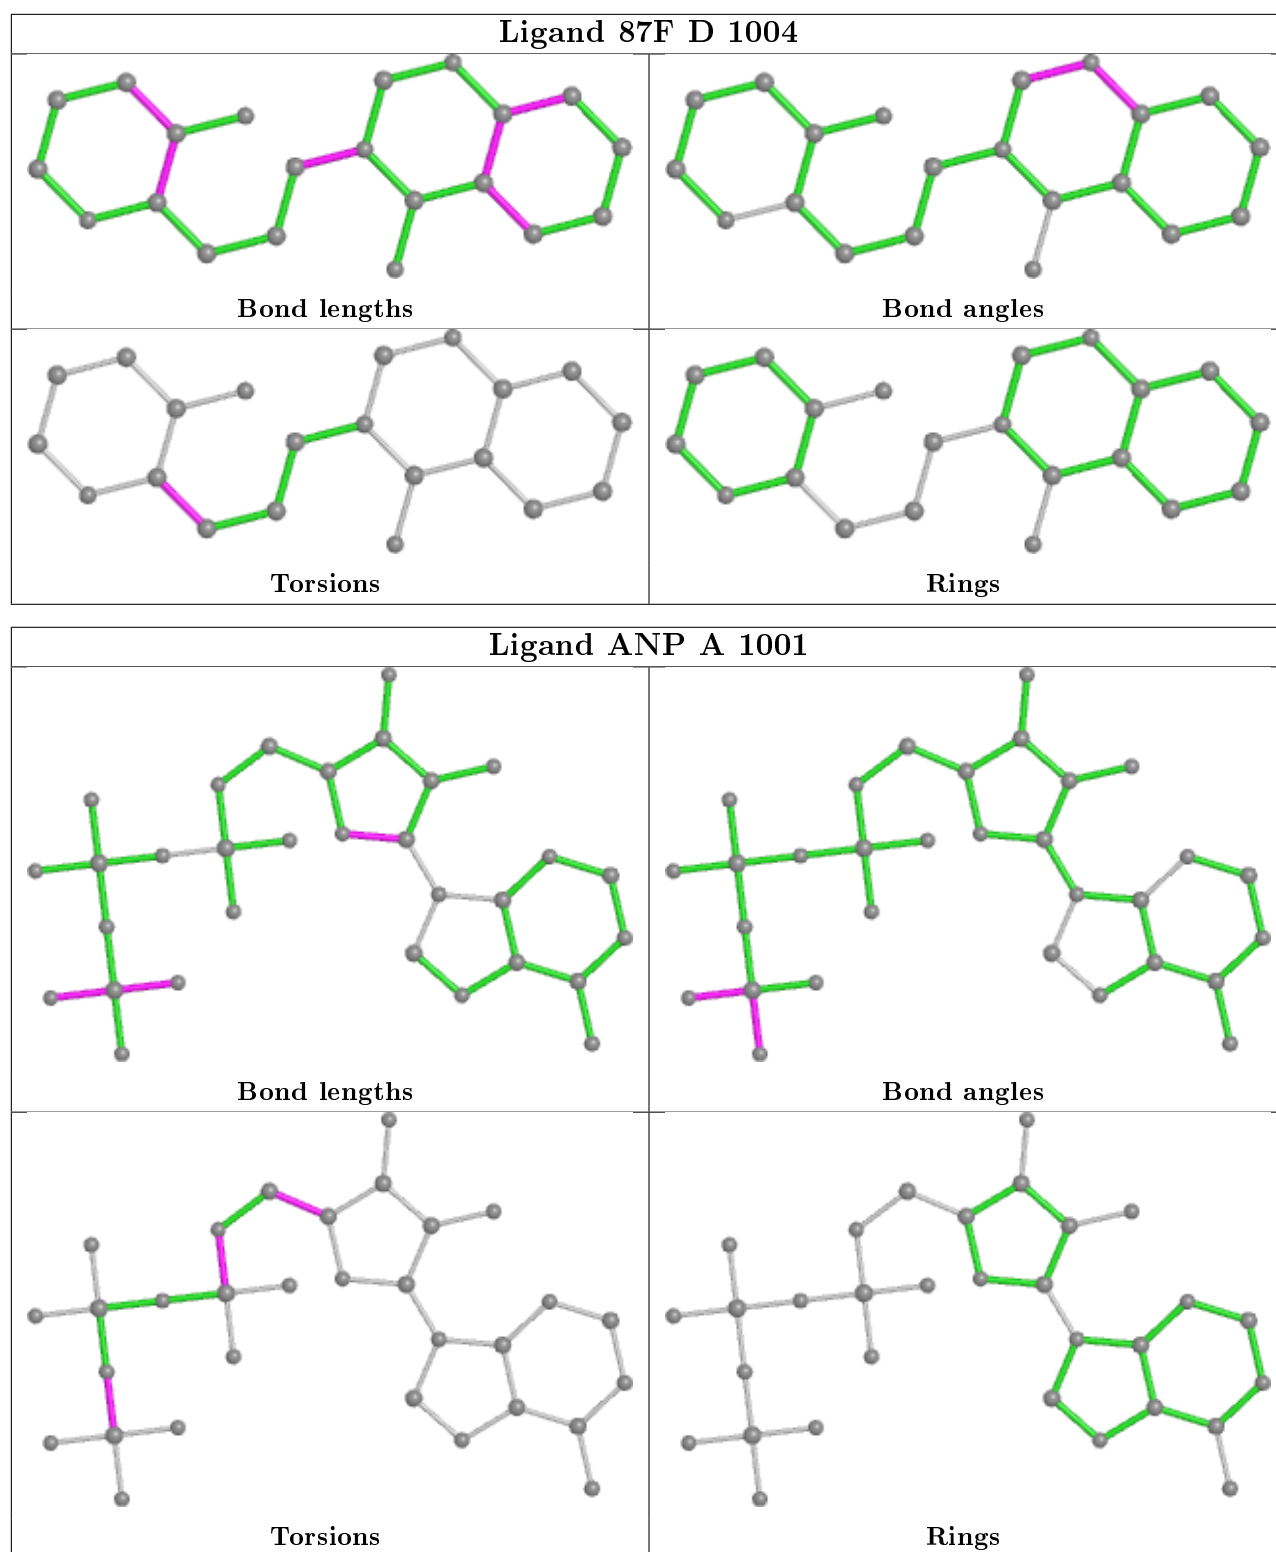 Ligand 87F D 1004
Bond lengths
Bond angles
Torsions
Rings
Ligand ANP A 1001
Bond lengths
Bond angles
Torsions
Rings